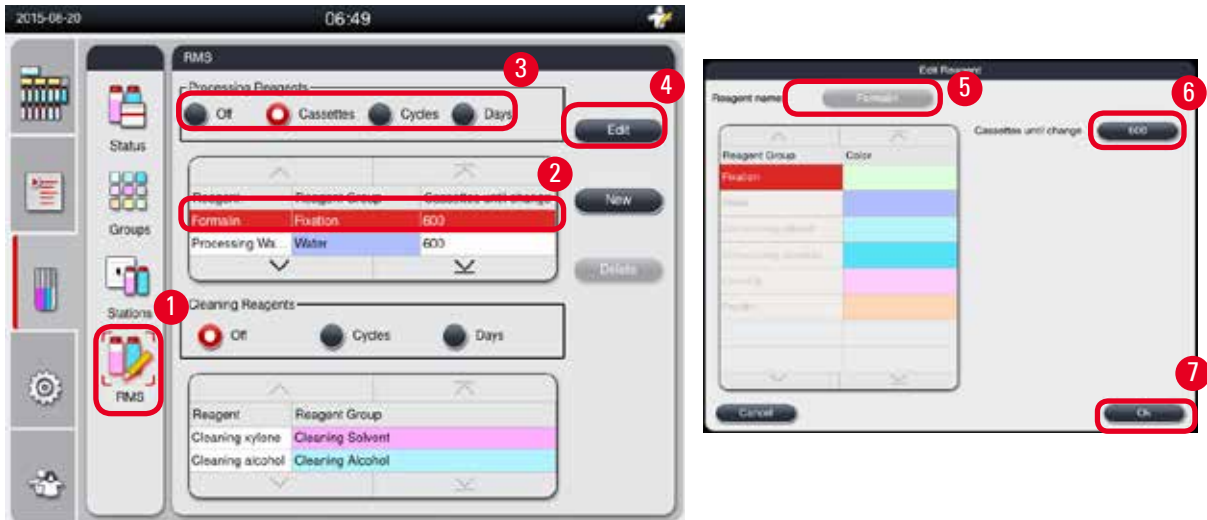 2015-08-20
06:49
RMS
3
Processing Reagents
4
Off
Cassettes
Cycles
Days
Edit
Status
2
Reagent
Reagent Group
Cassettes until change
New
Formalin
Fixation
600
Processing Wa...
Water
600
Groups
Delete
Stations
1
Cleaning Reagents
Off
Cycles
Days
RMS
Reagent
Reagent Group
Cleaning xylene
Cleaning Solvent
Cleaning alcohol
Cleaning Alcohol
Edit Reagent
Reagent name
Formalin
5
6
Cassettes until change
600
Reagent Group
Color
Fixation
7
Cancel
Ok